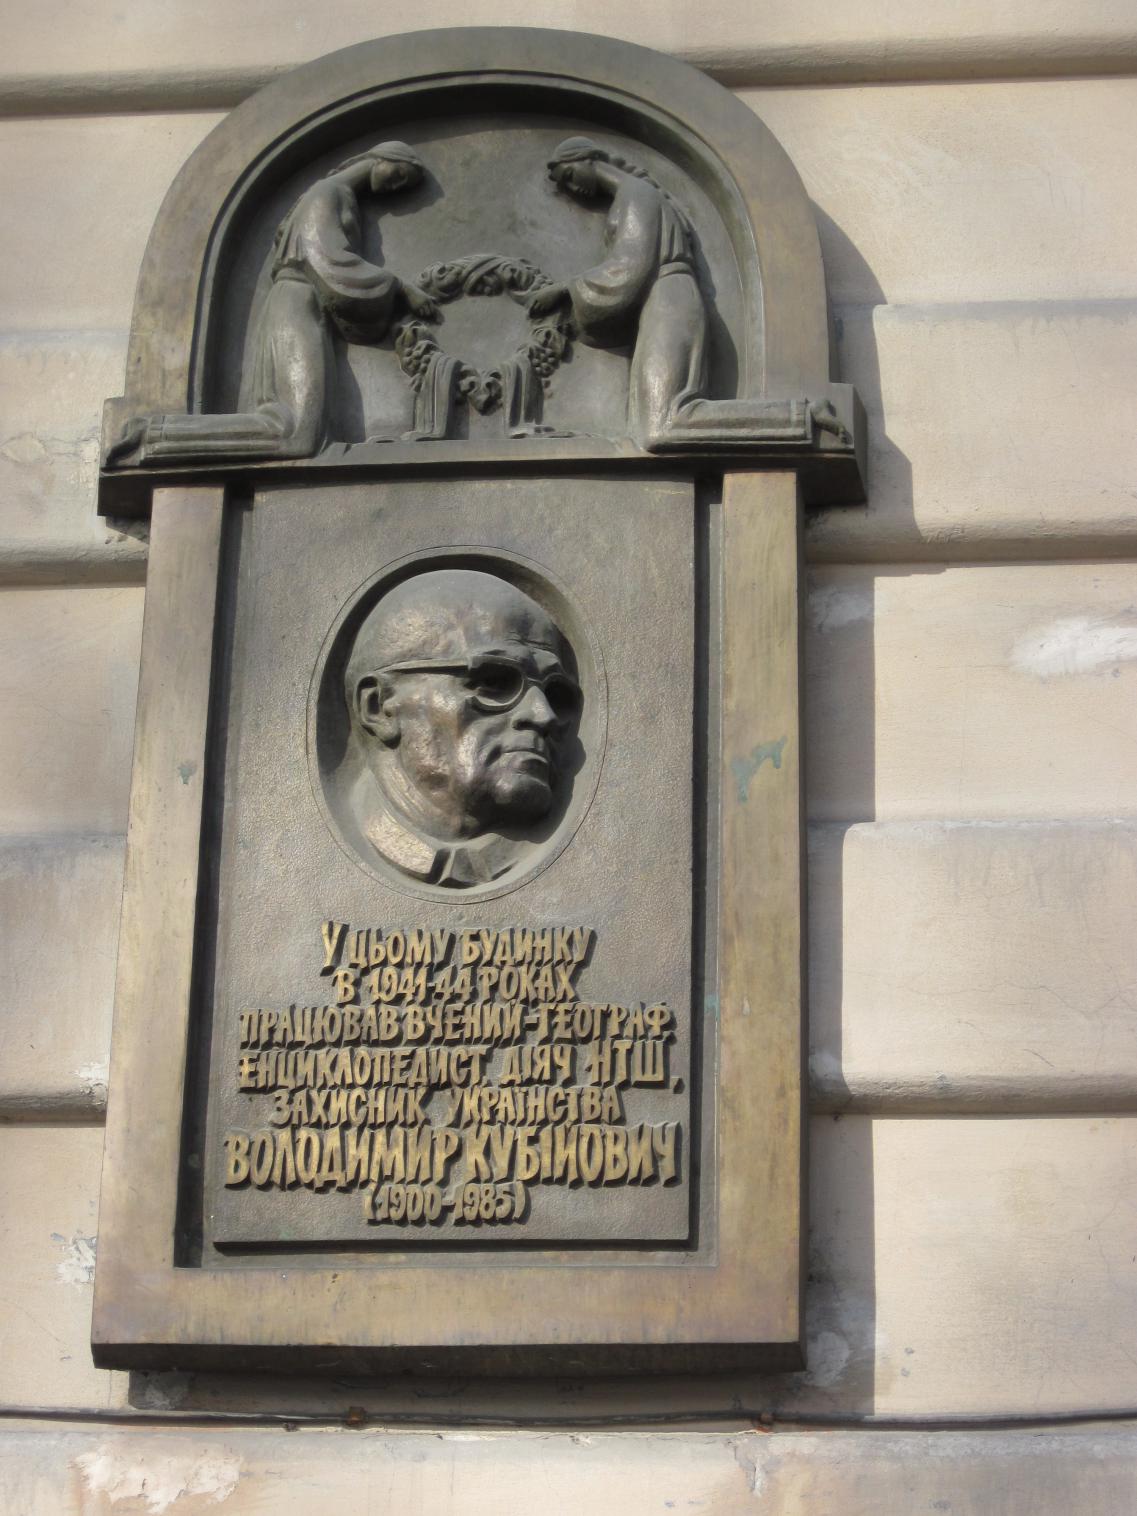 У ЦЬОМУ БУДИНКУ
В 1941-44 РОКАХ
ПРАЦЮВАВ ВЧЕНИЙ-ГЕОГРАФ,
ЕНЦИКЛОПЕДИСТ, ДІЯЧ НТШ,
ЗАХИСНИК УКРАЇНСТВА
ВОЛОДИМИР КУБІЙОВИЧ
(1900-1985)